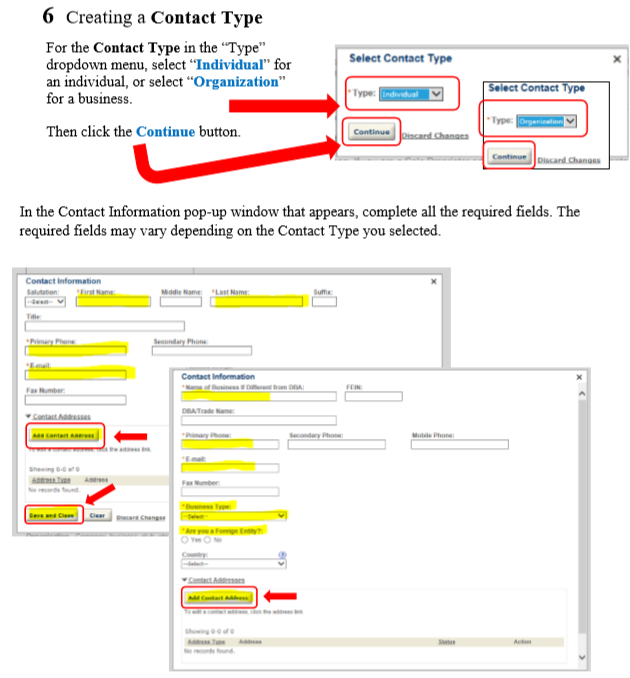 6 Creating a Contact Type
For the Contact Type in the “Type”
dropdown menu, select “Individual” for
an individual, or select “Organization”
for a business.
Then click the Continue button.
Select Contact Type
*Type: Individual
Continue Discard Changes
Select Contact Type
*Type: Organization
Continue Discard Changes
In the Contact Information pop-up window that appears, complete all the required fields. The
required fields may vary depending on the Contact Type you selected.
Contact Information
Salutation: *First Name: Middle Name: *Last Name: Suffix:
--Select--
Title:
*Primary Phone: Secondary Phone:
*E-mail:
Fax Number:
Contact Addresses
Add Contact Address
click the address link.
Showing 0-0 of 0
Address Type Address
No records found.
Save and Close Clear Discard Changes
Contact Information
*Name of Business if Different from DBA: FEIN:
DBA/Trade Name:
*Primary Phone: Secondary Phone: Mobile Phone:
*E-mail:
Fax Number:
*Business Type:
--Select--
*Are you a Foreign Entity?:
Yes No
Country:
--Select--
Contact Addresses
Add Contact Address
To edit a contact address, click the address link
Showing 0-0 of 0
Address Type Address Status Action
No records found.